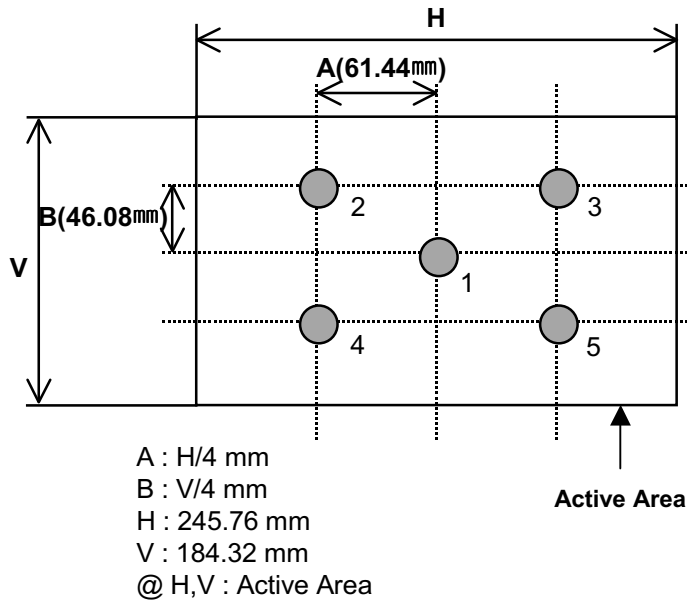 H
A(61.44㎜)
2
3
B(46.08㎜)
V
1
4
5
A : H/4 mm
B : V/4 mm
H : 245.76 mm
V : 184.32 mm
@ H,V : Active Area
Active Area